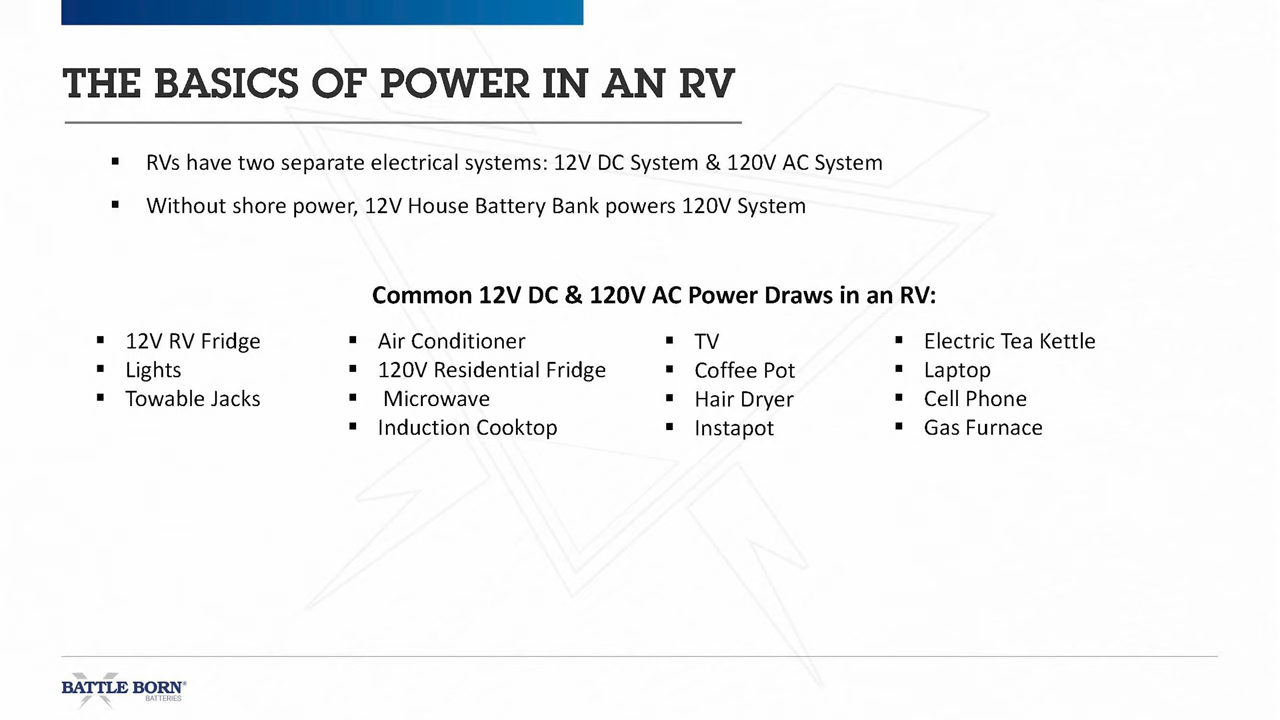 THE BASICS OF POWER IN AN RV
▪ RVs have two separate electrical systems: 12V DC System & 120V AC System
▪ Without shore power, 12V House Battery Bank powers 120V System
Common 12V DC & 120V AC Power Draws in an RV:
▪ 12V RV Fridge
▪ Lights
▪ Towable Jacks
▪ Air Conditioner
▪ 120V Residential Fridge
▪ Microwave
▪ Induction Cooktop
▪ TV
▪ Coffee Pot
▪ Hair Dryer
▪ Instapot
▪ Electric Tea Kettle
▪ Laptop
▪ Cell Phone
▪ Gas Furnace
BATTLE BORN®
BATTERIES